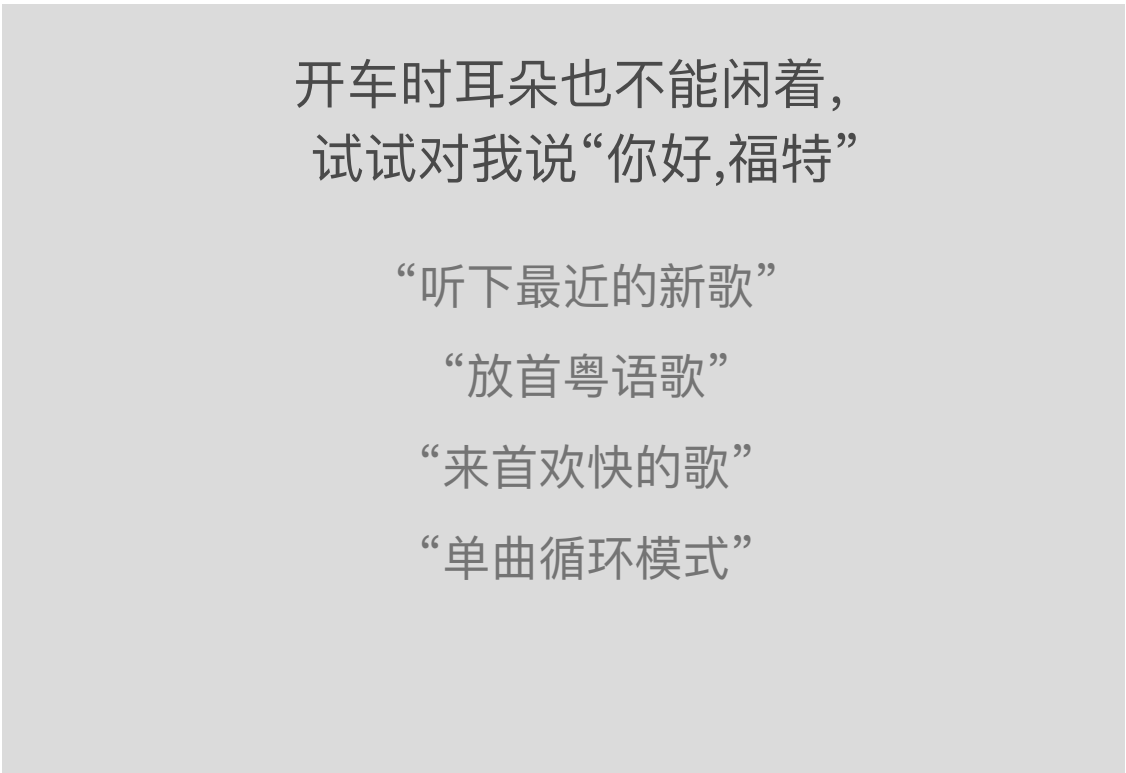 开车时耳朵也不能闲着，
试试对我说“你好,福特”
“听下最近的新歌”
“放首粤语歌”
“来首欢快的歌”
“单曲循环模式”